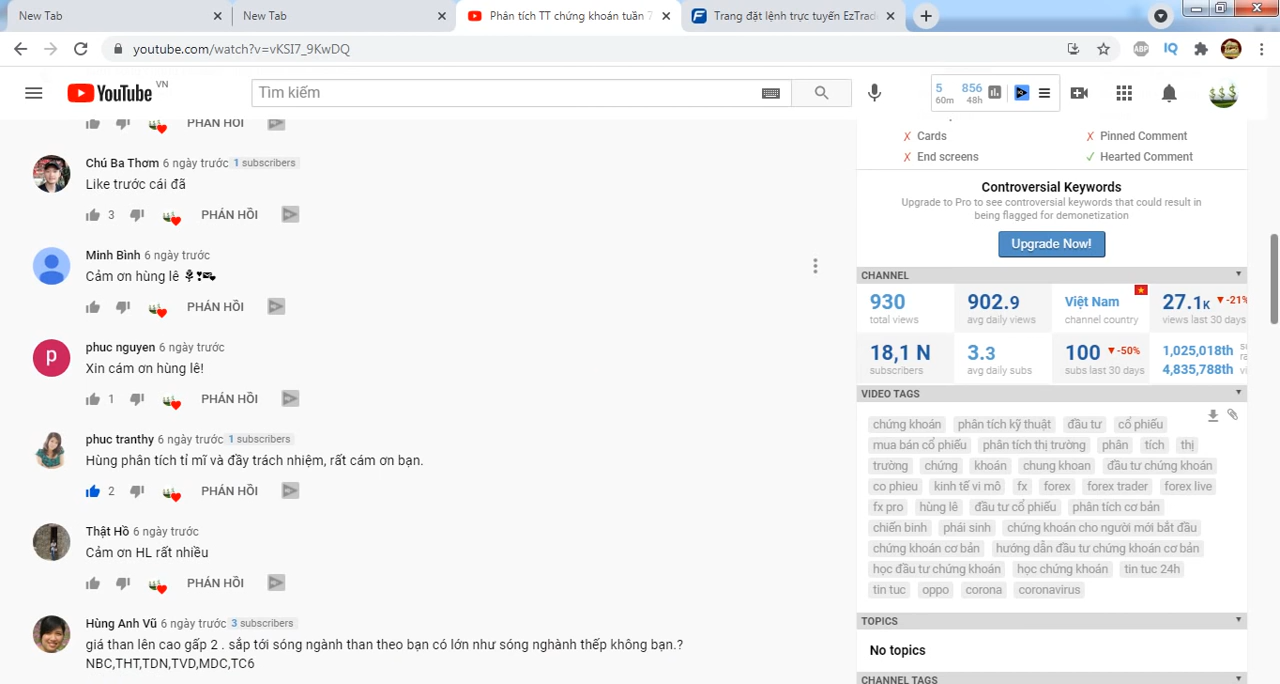 New Tab
New Tab
Phân tích TT chứng khoán tuần 7
Trang đặt lệnh trực tuyến EzTrade
youtube.com/watch?v=vKSI7_9KwDQ
ABP
IQ
YouTube VN
Tìm kiếm
5 856
60m 48h
$ $ $
PHẢN HỒI
Chú Ba Thơm 6 ngày trước 1 subscribers
Like trước cái đã
3 PHẢN HỒI
Minh Bình 6 ngày trước
Cảm ơn hùng lê
PHẢN HỒI
p
phuc nguyen 6 ngày trước
Xin cám ơn hùng lê!
1 PHẢN HỒI
phuc tranthy 6 ngày trước 1 subscribers
Hùng phân tích tỉ mĩ và đầy trách nhiệm, rất cám ơn bạn.
2 PHẢN HỒI
Thật Hồ 6 ngày trước
Cảm ơn HL rất nhiều
PHẢN HỒI
Hùng Anh Vũ 6 ngày trước 3 subscribers
giá than lên cao gấp 2 . sắp tới sóng ngành than theo bạn có lớn như sóng nghành thép không bạn.?
NBC,THT,TDN,TVD,MDC,TC6
✗ Cards ✗ Pinned Comment
✗ End screens ✓ Hearted Comment
Controversial Keywords
Upgrade to Pro to see controversial keywords that could result in
being flagged for demonetization
Upgrade Now!
CHANNEL
930 902.9 Việt Nam 27.1K ▼-21%
total views avg daily views channel country views last 30 days
18,1 N 3.3 100 ▼-50% 1,025,018th
subscribers avg daily subs subs last 30 days 4,835,788th
VIDEO TAGS
chứng khoán phân tích kỹ thuật đầu tư cổ phiếu
mua bán cổ phiếu phân tích thị trường phân tích thị
trường chứng khoán chung khoan đầu tư chứng khoán
co phieu kinh tế vi mô fx forex forex trader forex live
fx pro hùng lê đầu tư cổ phiếu phân tích cơ bản
chiến binh phái sinh chứng khoán cho người mới bắt đầu
chứng khoán cơ bản hướng dẫn đầu tư chứng khoán cơ bản
học đầu tư chứng khoán học chứng khoán tin tuc 24h
tin tuc oppo corona coronavirus
TOPICS
No topics
CHANNEL TAGS